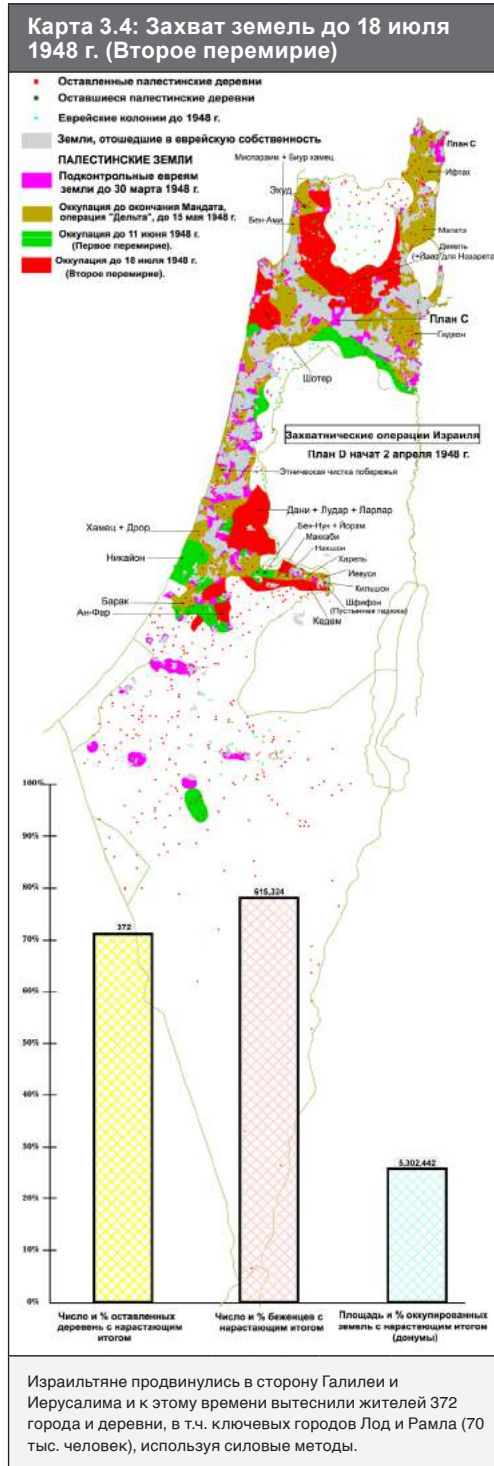 Карта 3.4: Захват земель до 18 июля
1948 г. (Второе перемирие)
Оставленные палестинские деревни
Оставшиеся палестинские деревни
Еврейские колонии до 1948 г.
Земли, отошедшие в еврейскую собственность
ПАЛЕСТИНСКИЕ ЗЕМЛИ
Подконтрольные евреям
земли до 30 марта 1948 г.
Оккупация до окончания Мандата,
операция "Дельта", до 15 мая 1948 г.
Оккупация до 11 июня 1948 г.
(Первое перемирие).
Оккупация до 18 июля 1948 г.
(Второе перемирие).
План С
Миспараим + Биур хамец
Ифтах
Эхуд
Бен-Ами
Матата
Декель
для Назарета)
План С
Гидеон
Шотер
Захватнические операции Израиля
План D начат 2 апреля 1948 г.
Этническая чистка побережья
Дани + Лудар + Ларлар
Бен-Нун + Йорам
Маккаби
Нахшон
Харель
Иевуси
Кильшон
Шфифон
(Пустынная гадюка)
Кедем
Хамец + Дрор
Никайон
Барак
Ан-Фар
100%
90%
80%
70%
60%
50%
40%
30%
20%
10%
0%
372
615,324
5,302,442
Число и % оставленных
деревень с нарастающим
итогом
Число и % беженцев с
нарастающим итогом
Площадь и % оккупированных
земель с нарастающим итогом
(донумы)
Израильтяне продвинулись в сторону Галилеи и
Иерусалима и к этому времени вытеснили жителей 372
города и деревни, в т.ч. ключевых городов Лод и Рамла (70
тыс. человек), используя силовые методы.